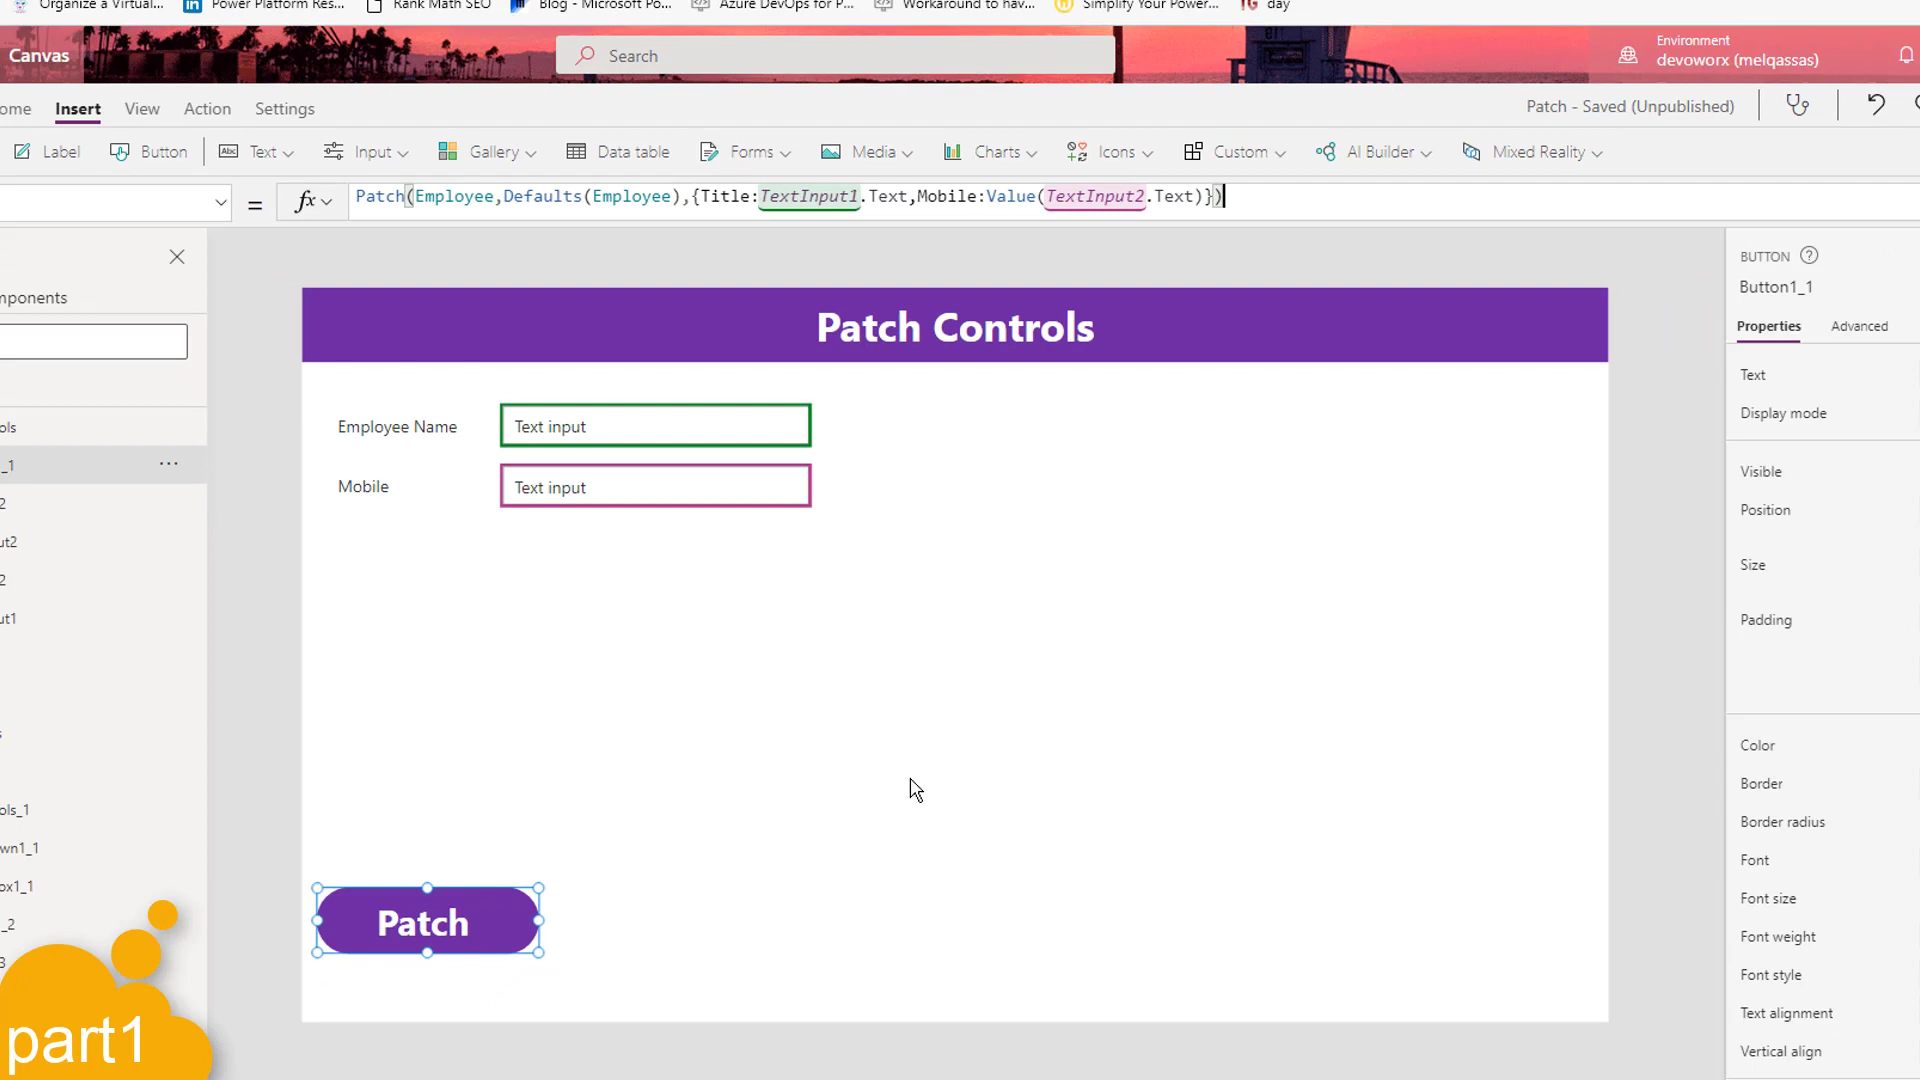 Organize a Virtual...
Power Platform Res...
Rank Math SEO
Blog - Microsoft Po...
Azure DevOps for P...
Workaround to hav...
Simplify Your Power...
day
Canvas
Search
Environment
devoworx (melqassas)
ome
Insert
View
Action
Settings
Patch - Saved (Unpublished)
Label
Button
Text
Input
Gallery
Data table
Forms
Media
Charts
Icons
Custom
AI Builder
Mixed Reality
=
fx
Patch(Employee,Defaults(Employee),{Title:TextInput1.Text,Mobile:Value(TextInput2.Text)})
mponents
ols
_1
2
ut2
2
ut1
s
ols_1
wn1_1
ox1_1
_2
3
part1
Patch Controls
Employee Name
Text input
Mobile
Text input
Patch
BUTTON
Button1_1
Properties
Advanced
Text
Display mode
Visible
Position
Size
Padding
Color
Border
Border radius
Font
Font size
Font weight
Font style
Text alignment
Vertical align